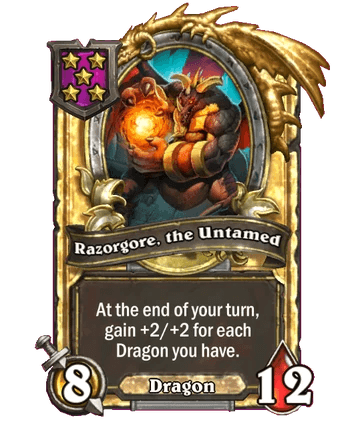 Razorgore, the Untamed
At the end of your turn,
gain +2/+2 for each
Dragon you have.
8
Dragon
12